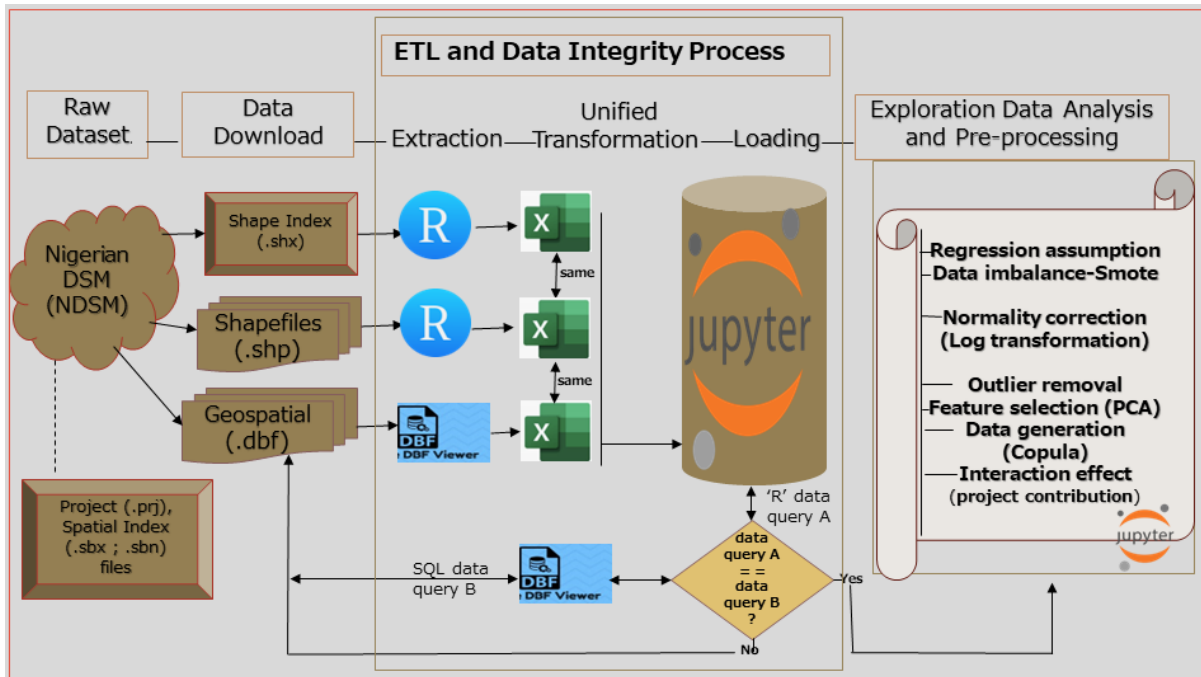 ETL and Data Integrity Process
Raw
Dataset.
Data
Download
Extraction
Unified
Transformation
Loading
Exploration Data Analysis
and Pre-processing
Nigerian
DSM
(NDSM)
Shape Index
(.shx)
Shapefiles
(.shp)
Geospatial
(.dbf)
Project (.prj),
Spatial Index
(.sbx ; .sbn)
files
R
R
DBF
e DBF Viewer
X
same
X
same
X
jupyter
'R' data
query A
data
query A
= =
data
query B
?
Yes
No
SQL data
query B
DBF
e DBF Viewer
Regression assumption
Data imbalance-Smote
Normality correction
(Log transformation)
Outlier removal
Feature selection (PCA)
Data generation
(Copula)
Interaction effect
(project contribution)
jupyter